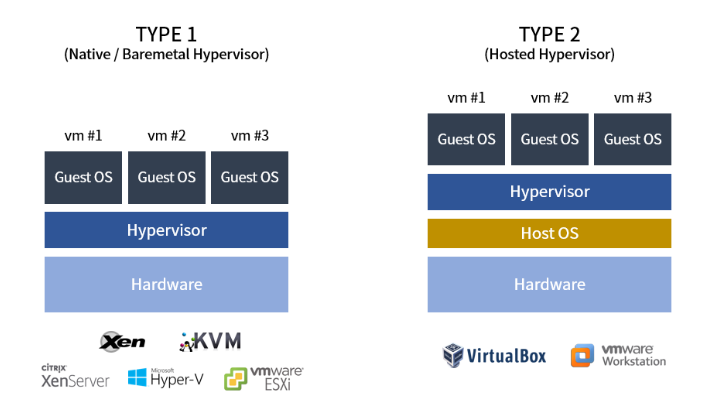 TYPE 1
(Native / Baremetal Hypervisor)
vm #1 vm #2 vm #3
Guest OS Guest OS Guest OS
Hypervisor
Hardware
Xen KVM
CITRIX
XenServer
Microsoft
Hyper-V
vmware
ESXi
TYPE 2
(Hosted Hypervisor)
vm #1 vm #2 vm #3
Guest OS Guest OS Guest OS
Hypervisor
Host OS
Hardware
VirtualBox
vmware
Workstation